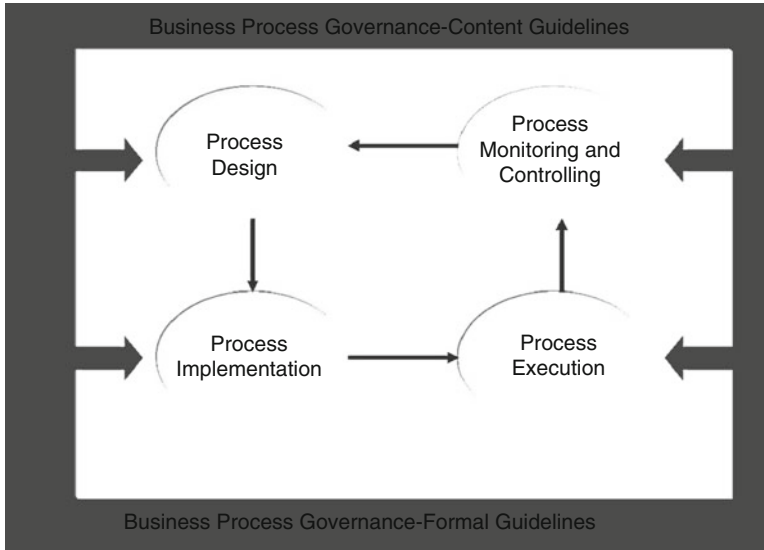 Business Process Governance-Content Guidelines
Process
Design
Process
Monitoring and
Controlling
Process
Implementation
Process
Execution
Business Process Governance-Formal Guidelines